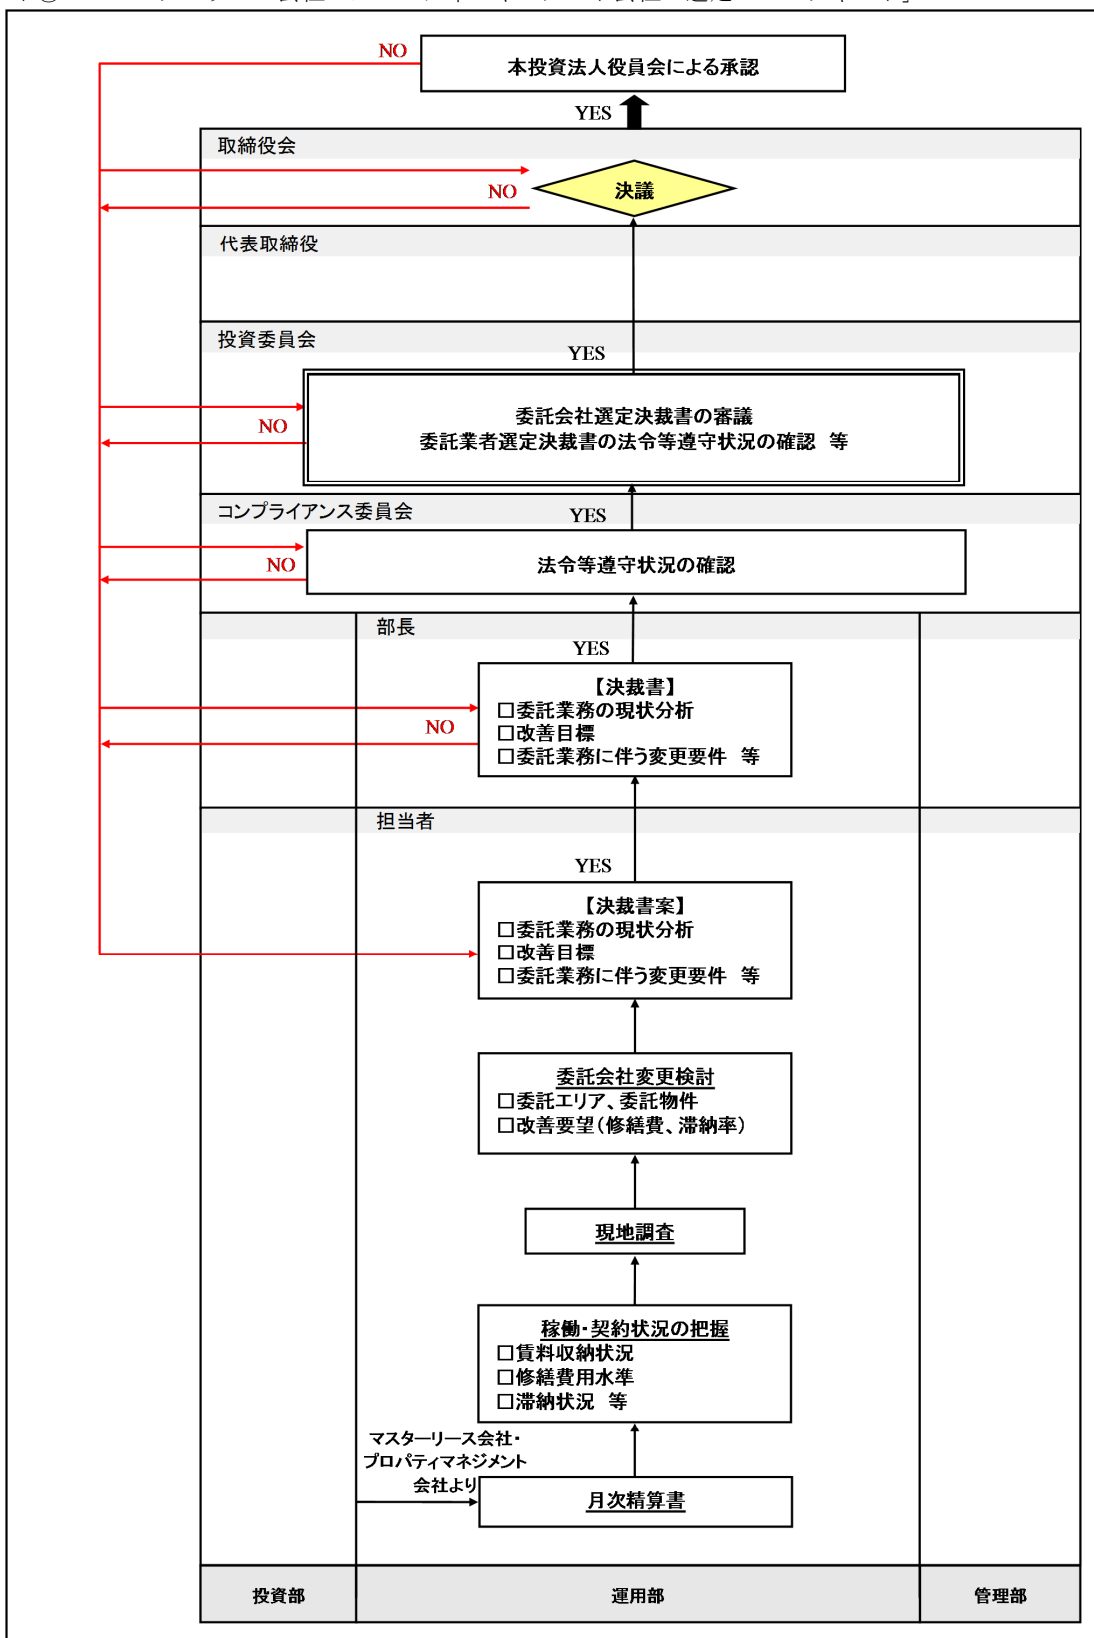 NO
本投資法人役員会による承認
YES
取締役会
決議
NO
代表取締役
投資委員会
YES
委託会社選定決裁書の審議
委託業者選定決裁書の法令等遵守状況の確認 等
NO
コンプライアンス委員会
YES
法令等遵守状況の確認
NO
部長
YES
【決裁書】
□委託業務の現状分析
□改善目標
□委託業務に伴う変更要件 等
NO
担当者
YES
【決裁書案】
□委託業務の現状分析
□改善目標
□委託業務に伴う変更要件 等
委託会社変更検討
□委託エリア、委託物件
□改善要望(修繕費、滞納率)
現地調査
稼働・契約状況の把握
□賃料収納状況
□修繕費用水準
□滞納状況 等
マスターリース会社・
プロパティマネジメント
会社より
月次精算書
投資部
運用部
管理部